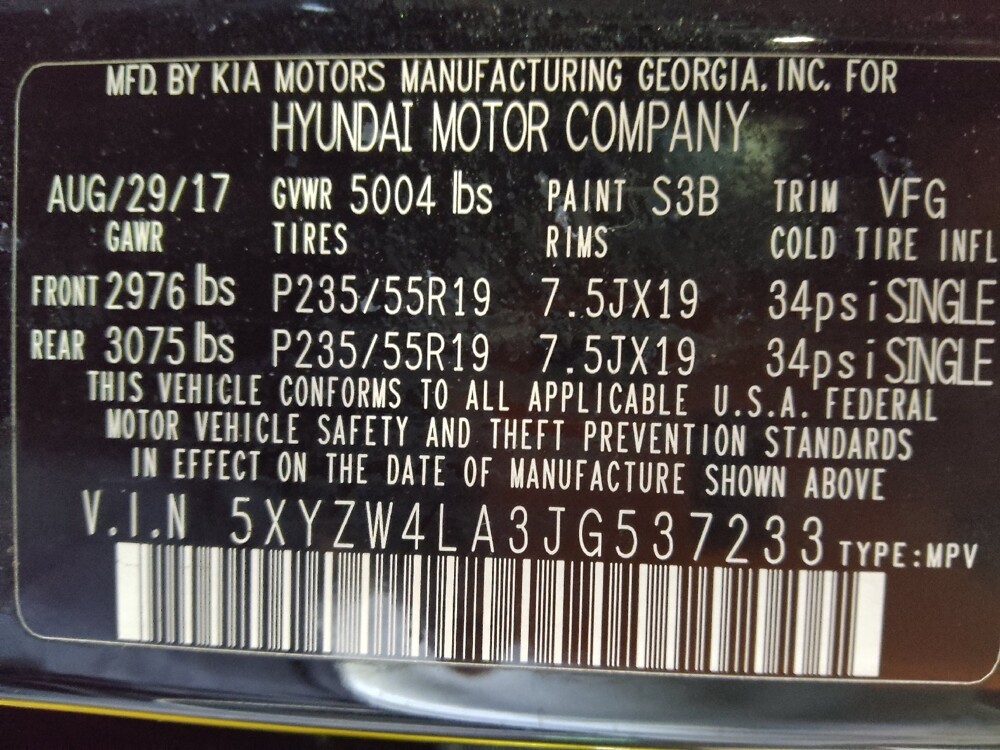 MFD. BY KIA MOTORS MANUFACTURING GEORGIA, INC. FOR
HYUNDAI MOTOR COMPANY
AUG/29/17 GVWR 5004 lbs PAINT S3B TRIM VFG
GAWR TIRES RIMS COLD TIRE INFL
FRONT 2976 lbs P235/55R19 7.5JX19 34psi SINGLE
REAR 3075 lbs P235/55R19 7.5JX19 34psi SINGLE
THIS VEHICLE CONFORMS TO ALL APPLICABLE U.S.A. FEDERAL
MOTOR VEHICLE SAFETY AND THEFT PREVENTION STANDARDS
IN EFFECT ON THE DATE OF MANUFACTURE SHOWN ABOVE
V.I.N 5XYZW4LA3JG537233 TYPE:MPV